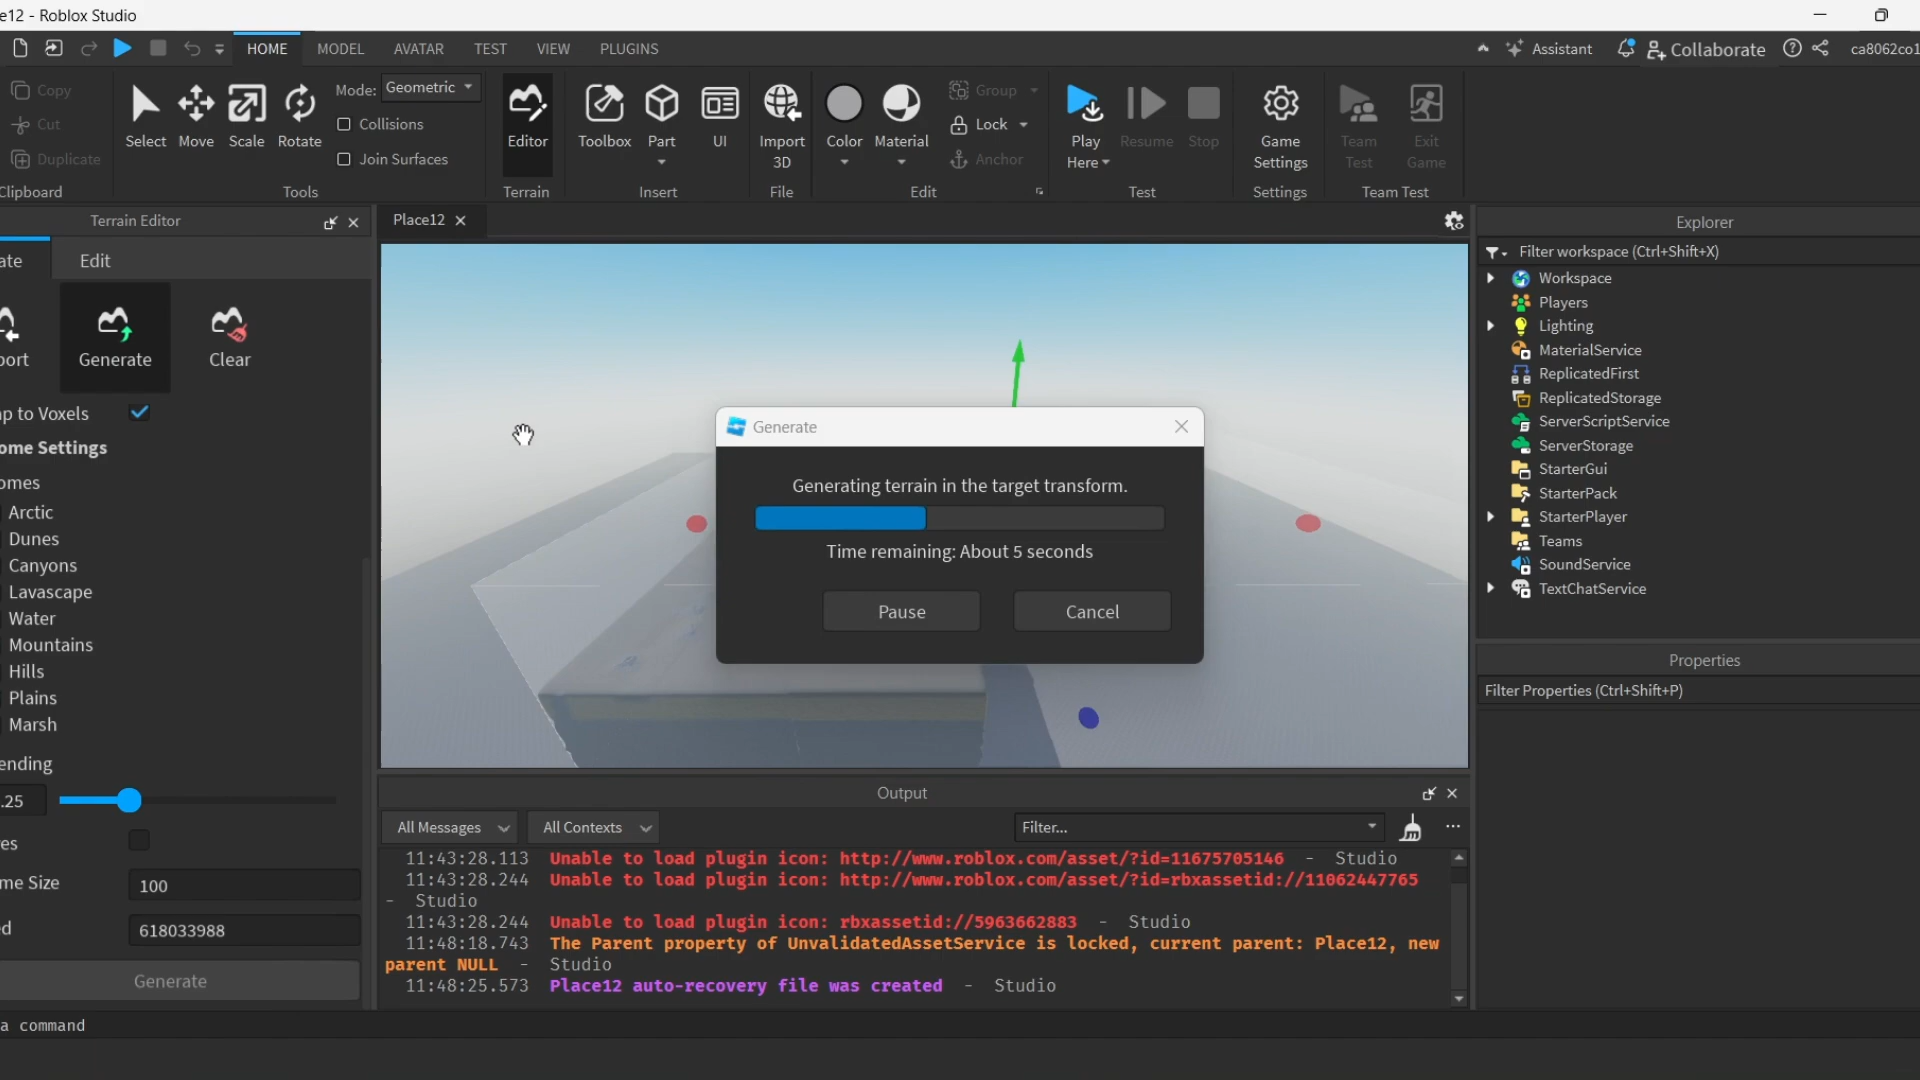 e12 - Roblox Studio
HOME
MODEL
AVATAR
TEST
VIEW
PLUGINS
Assistant
Collaborate
ca8062co1
Copy
Cut
Duplicate
Clipboard
Select
Move
Scale
Rotate
Mode: Geometric
Collisions
Join Surfaces
Tools
Editor
Terrain
Toolbox
Part
UI
Insert
Import
3D
File
Color
Material
Group
Lock
Anchor
Edit
Play
Here
Resume
Stop
Test
Game
Settings
Settings
Team
Test
Exit
Game
Team Test
Terrain Editor
ate
Edit
port
Generate
Clear
ap to Voxels
ome Settings
omes
Arctic
Dunes
Canyons
Lavascape
Water
Mountains
Hills
Plains
Marsh
ending
.25
es
me Size
100
d
618033988
Generate
a command
Place12
Generate
Generating terrain in the target transform.
Time remaining: About 5 seconds
Pause
Cancel
Output
All Messages
All Contexts
Filter...
11:43:28.113 Unable to load plugin icon: http://www.roblox.com/asset/?id=11675705146 - Studio
11:43:28.244 Unable to load plugin icon: http://www.roblox.com/asset/?id=rbxassetid://11062447765
- Studio
11:43:28.244 Unable to load plugin icon: rbxassetid://5963662883 - Studio
11:48:18.743 The Parent property of UnvalidatedAssetService is locked, current parent: Place12, new
parent NULL - Studio
11:48:25.573 Place12 auto-recovery file was created - Studio
Explorer
Filter workspace (Ctrl+Shift+X)
Workspace
Players
Lighting
MaterialService
ReplicatedFirst
ReplicatedStorage
ServerScriptService
ServerStorage
StarterGui
StarterPack
StarterPlayer
Teams
SoundService
TextChatService
Properties
Filter Properties (Ctrl+Shift+P)